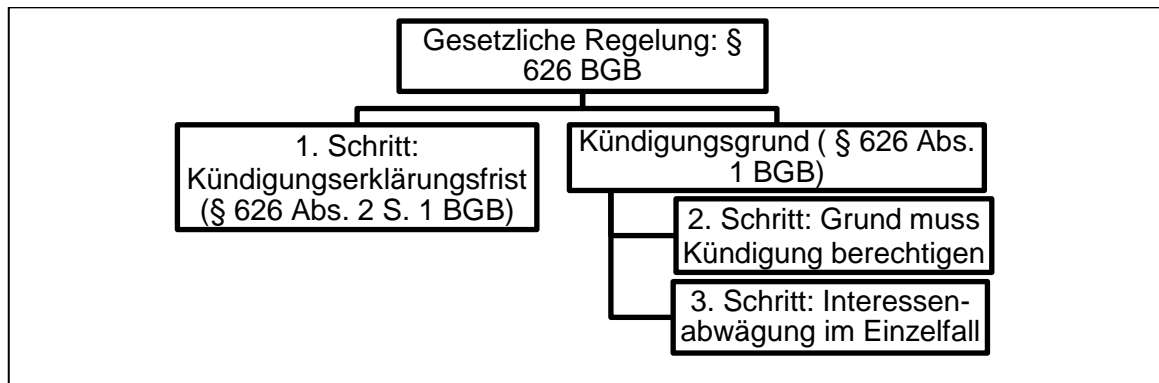 Gesetzliche Regelung: §
626 BGB
1. Schritt:
Kündigungserklärungsfrist
(§ 626 Abs. 2 S. 1 BGB)
Kündigungsgrund ( § 626 Abs.
1 BGB)
2. Schritt: Grund muss
Kündigung berechtigen
3. Schritt: Interessen-
abwägung im Einzelfall